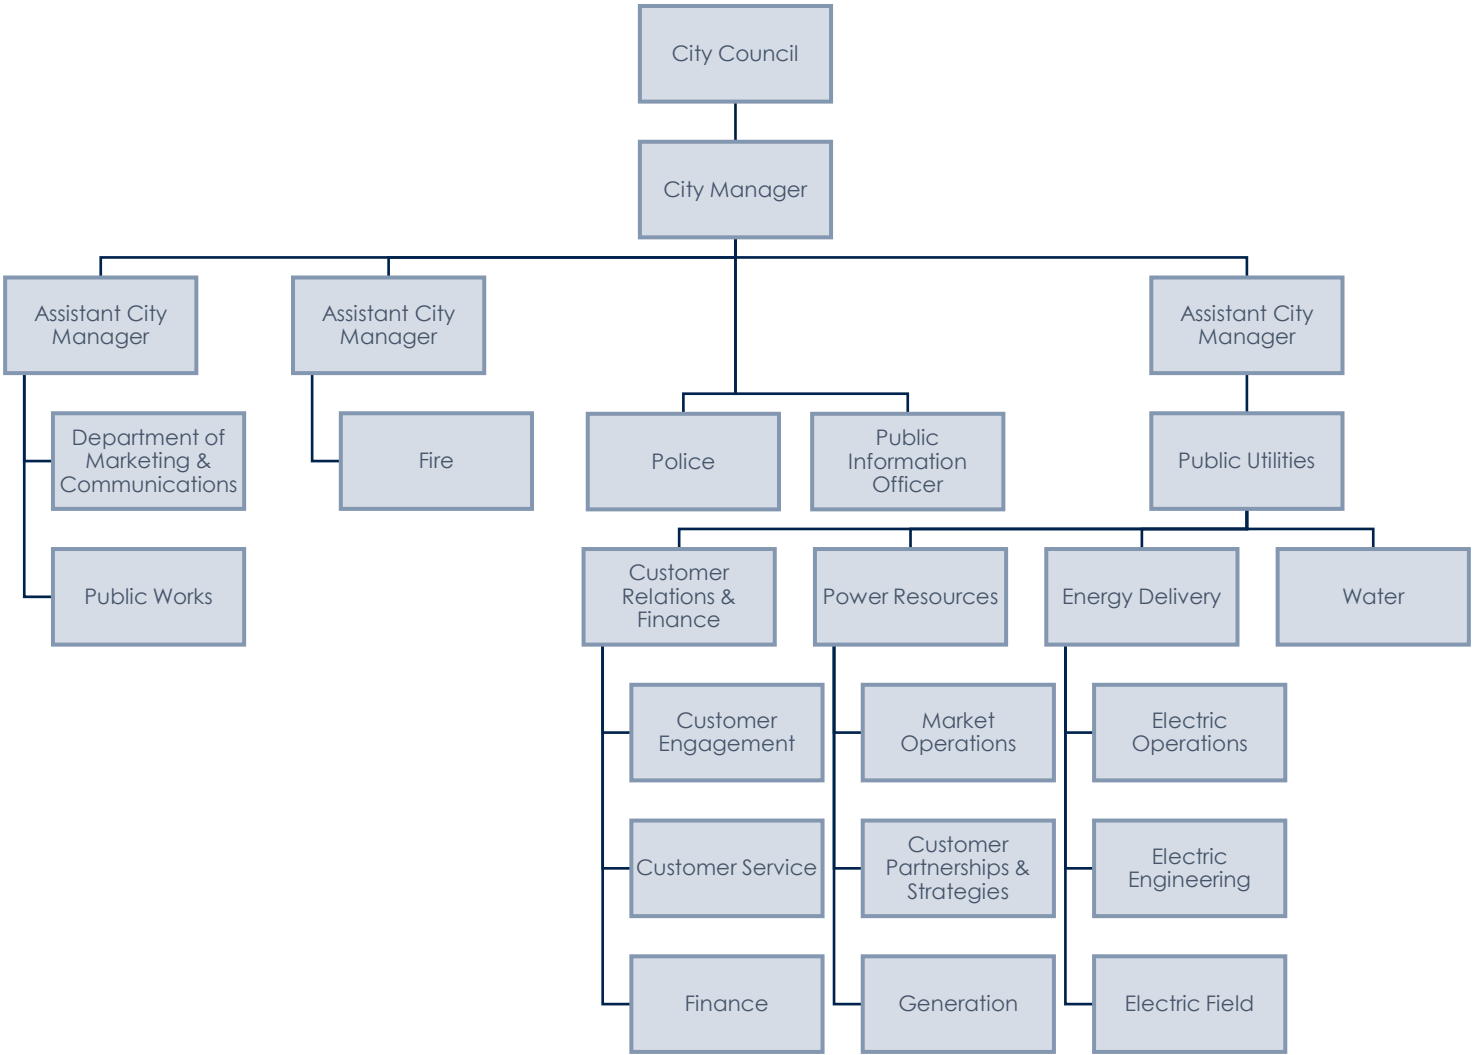 City Council
City Manager
Assistant City
Manager
Assistant City
Manager
Assistant City
Manager
Department of
Marketing &
Communications
Fire
Police
Public
Information
Officer
Public Utilities
Public Works
Customer
Relations &
Finance
Power Resources
Energy Delivery
Water
Customer
Engagement
Market
Operations
Electric
Operations
Customer Service
Customer
Partnerships &
Strategies
Electric
Engineering
Finance
Generation
Electric Field